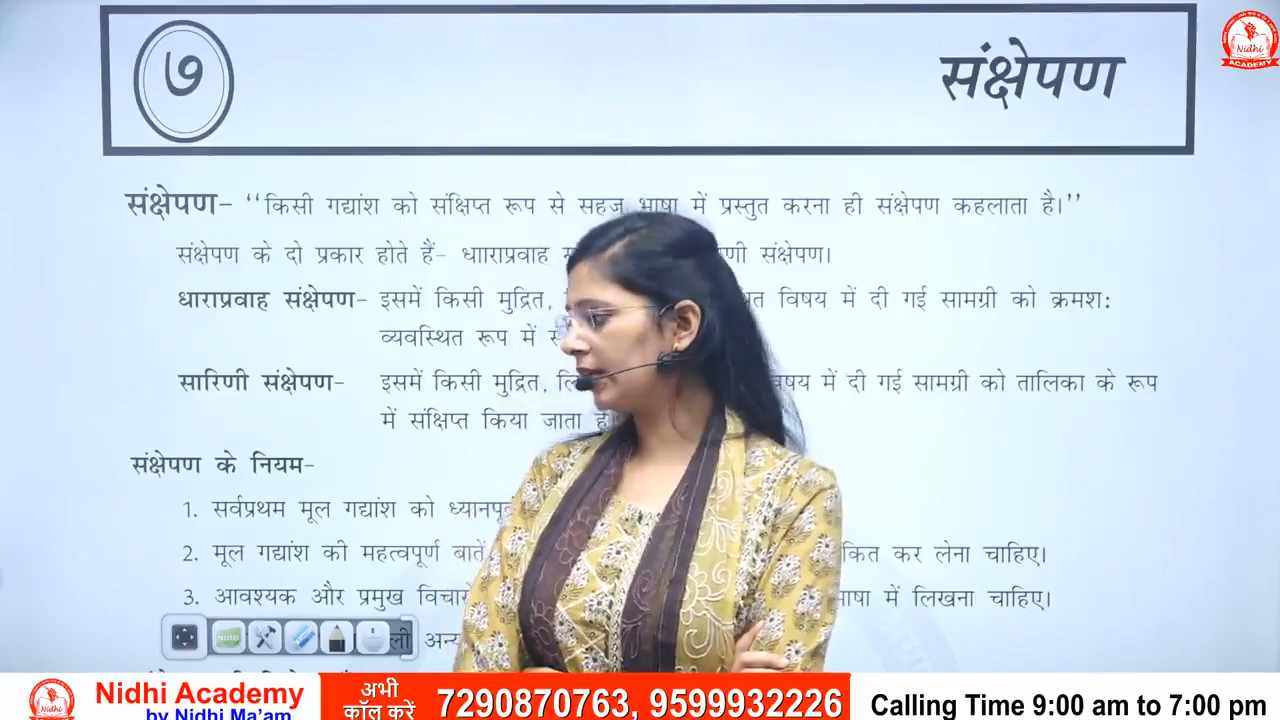 ७
संक्षेपण
Nidhi
ACADEMY
संक्षेपण– ‘‘किसी गद्यांश को संक्षिप्त रूप से सहज भाषा में प्रस्तुत करना ही संक्षेपण कहलाता है।’’
संक्षेपण के दो प्रकार होते हैं– धााराप्रवाह संक्षेपण।
धाराप्रवाह संक्षेपण– इसमें किसी मुद्रित, विषय में दी गई सामग्री को क्रमश:
व्यवस्थित रूप में
सारिणी संक्षेपण– इसमें किसी मुद्रित, विषय में दी गई सामग्री को तालिका के रूप
में संक्षिप्त किया जाता है
संक्षेपण के नियम–
1. सर्वप्रथम मूल गद्यांश को
2. मूल गद्यांश की महत्वपूर्ण बातें कित कर लेना चाहिए।
3. आवश्यक और प्रमुख भाषा में लिखना चाहिए।
note
Nidhi Academy
by Nidhi Ma'am
अभी
कॉल करें
7290870763, 9599932226
Calling Time 9:00 am to 7:00 pm